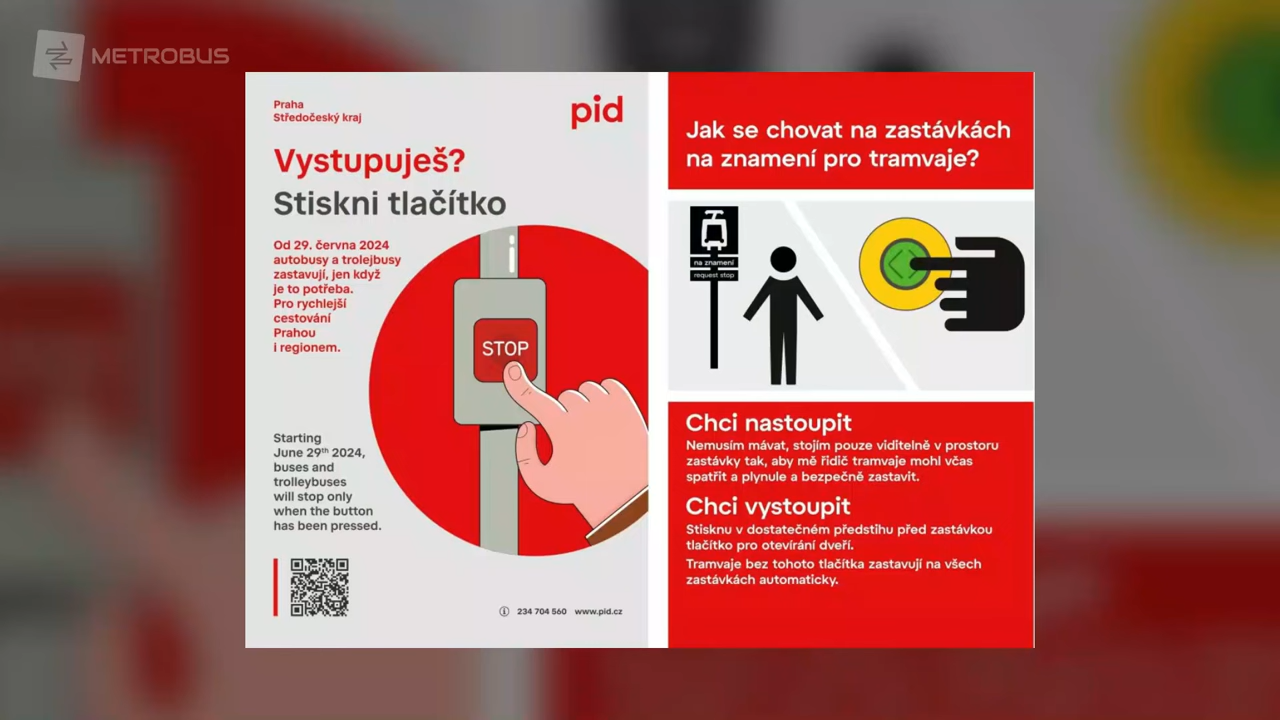 METROBUS
Praha
Středočeský kraj
pid
Vystupuješ?
Stiskni tlačítko
Od 29. června 2024
autobusy a trolejbusy
zastavují, jen když
je to potřeba.
Pro rychlejší
cestování
Prahou
i regionem.
STOP
Starting
June 29th 2024,
buses and
trolleybuses
will stop only
when the button
has been pressed.
234 704 560 www.pid.cz
Jak se chovat na zastávkách
na znamení pro tramvaje?
na znamení
request stop
Chci nastoupit
Nemusím mávat, stojím pouze viditelně v prostoru
zastávky tak, aby mě řidič tramvaje mohl včas
spatřit a plynule a bezpečně zastavit.
Chci vystoupit
Stisknu v dostatečném předstihu před zastávkou
tlačítko pro otevírání dveří.
Tramvaje bez tohoto tlačítka zastavují na všech
zastávkách automaticky.